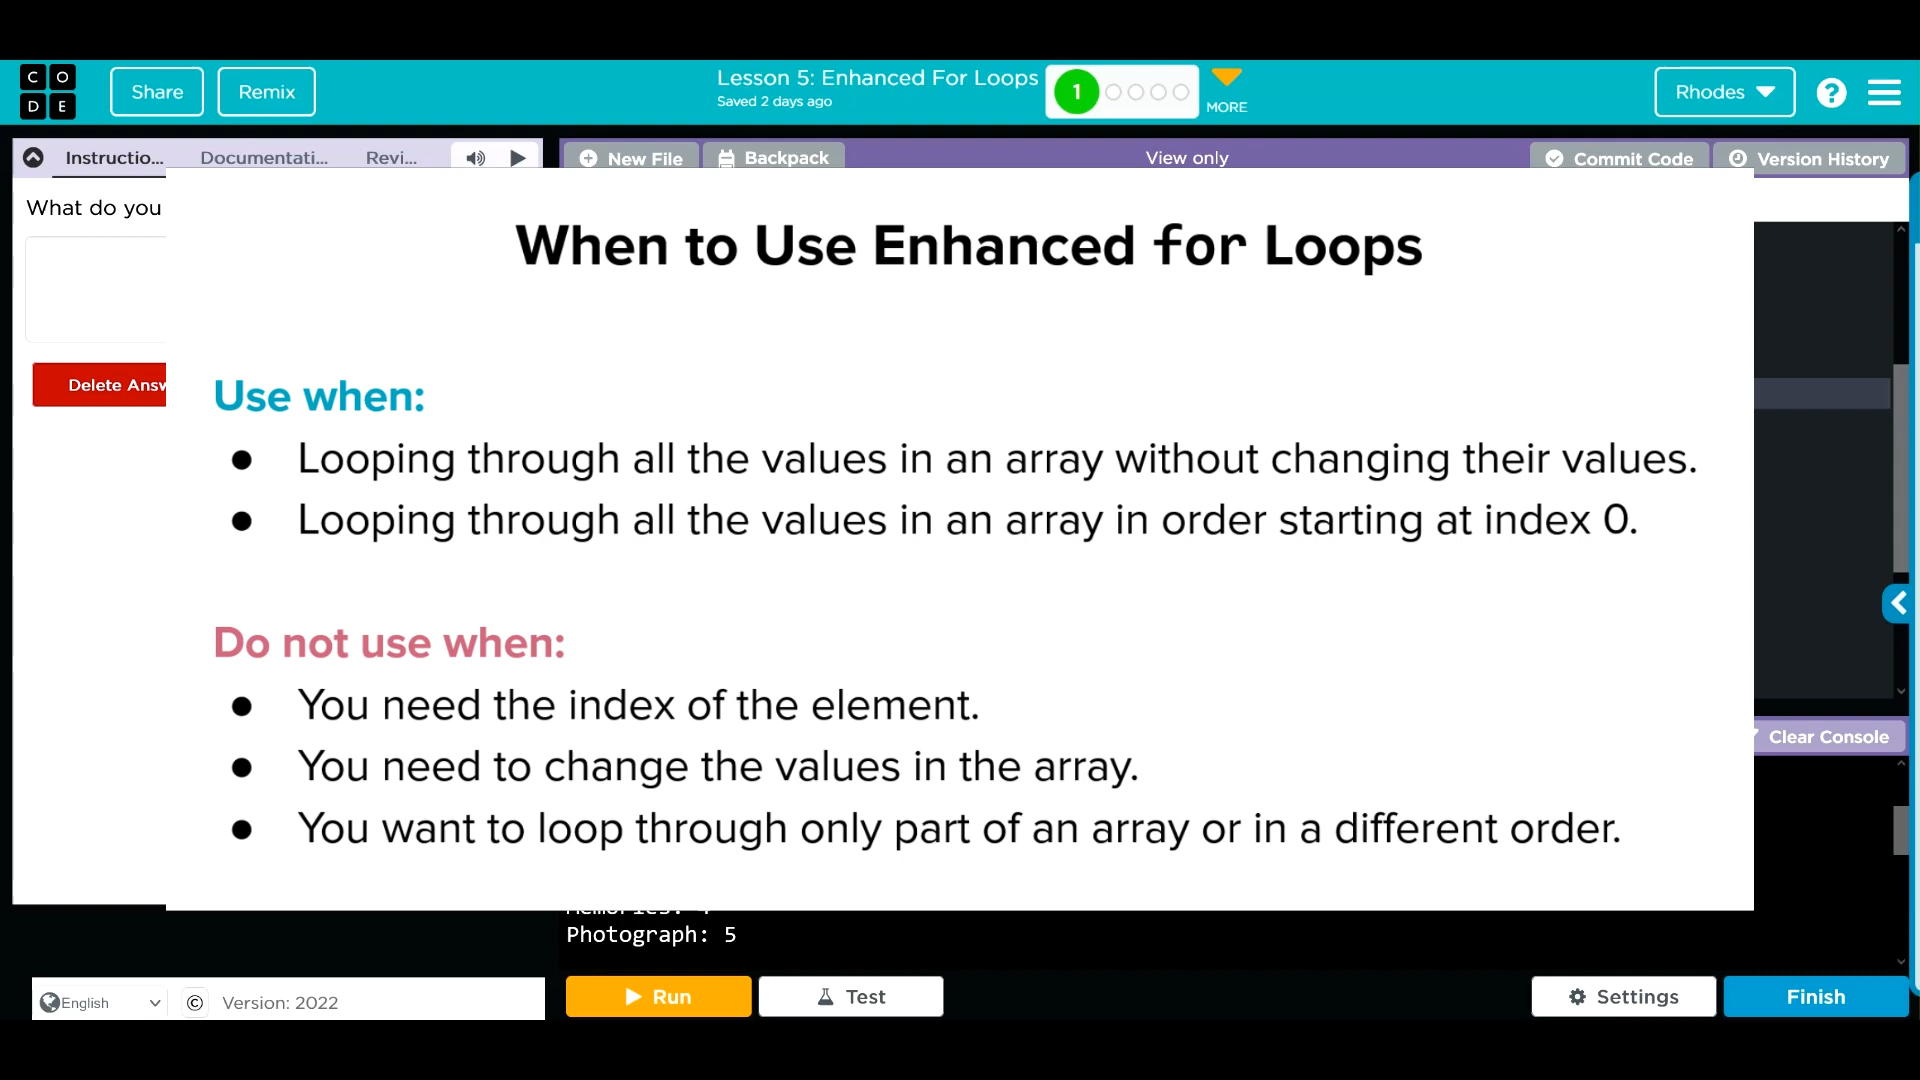 C O
D E
Share
Remix
Lesson 5: Enhanced For Loops
Saved 2 days ago
1
MORE
Rhodes
?
Instructio...
Documentati...
Revi...
New File
Backpack
View only
Commit Code
Version History
What do you
When to Use Enhanced for Loops
Delete Answ
Use when:
● Looping through all the values in an array without changing their values.
● Looping through all the values in an array in order starting at index 0.
Do not use when:
● You need the index of the element.
● You need to change the values in the array.
● You want to loop through only part of an array or in a different order.
Clear Console
Photograph: 5
English
© Version: 2022
Run
Test
Settings
Finish